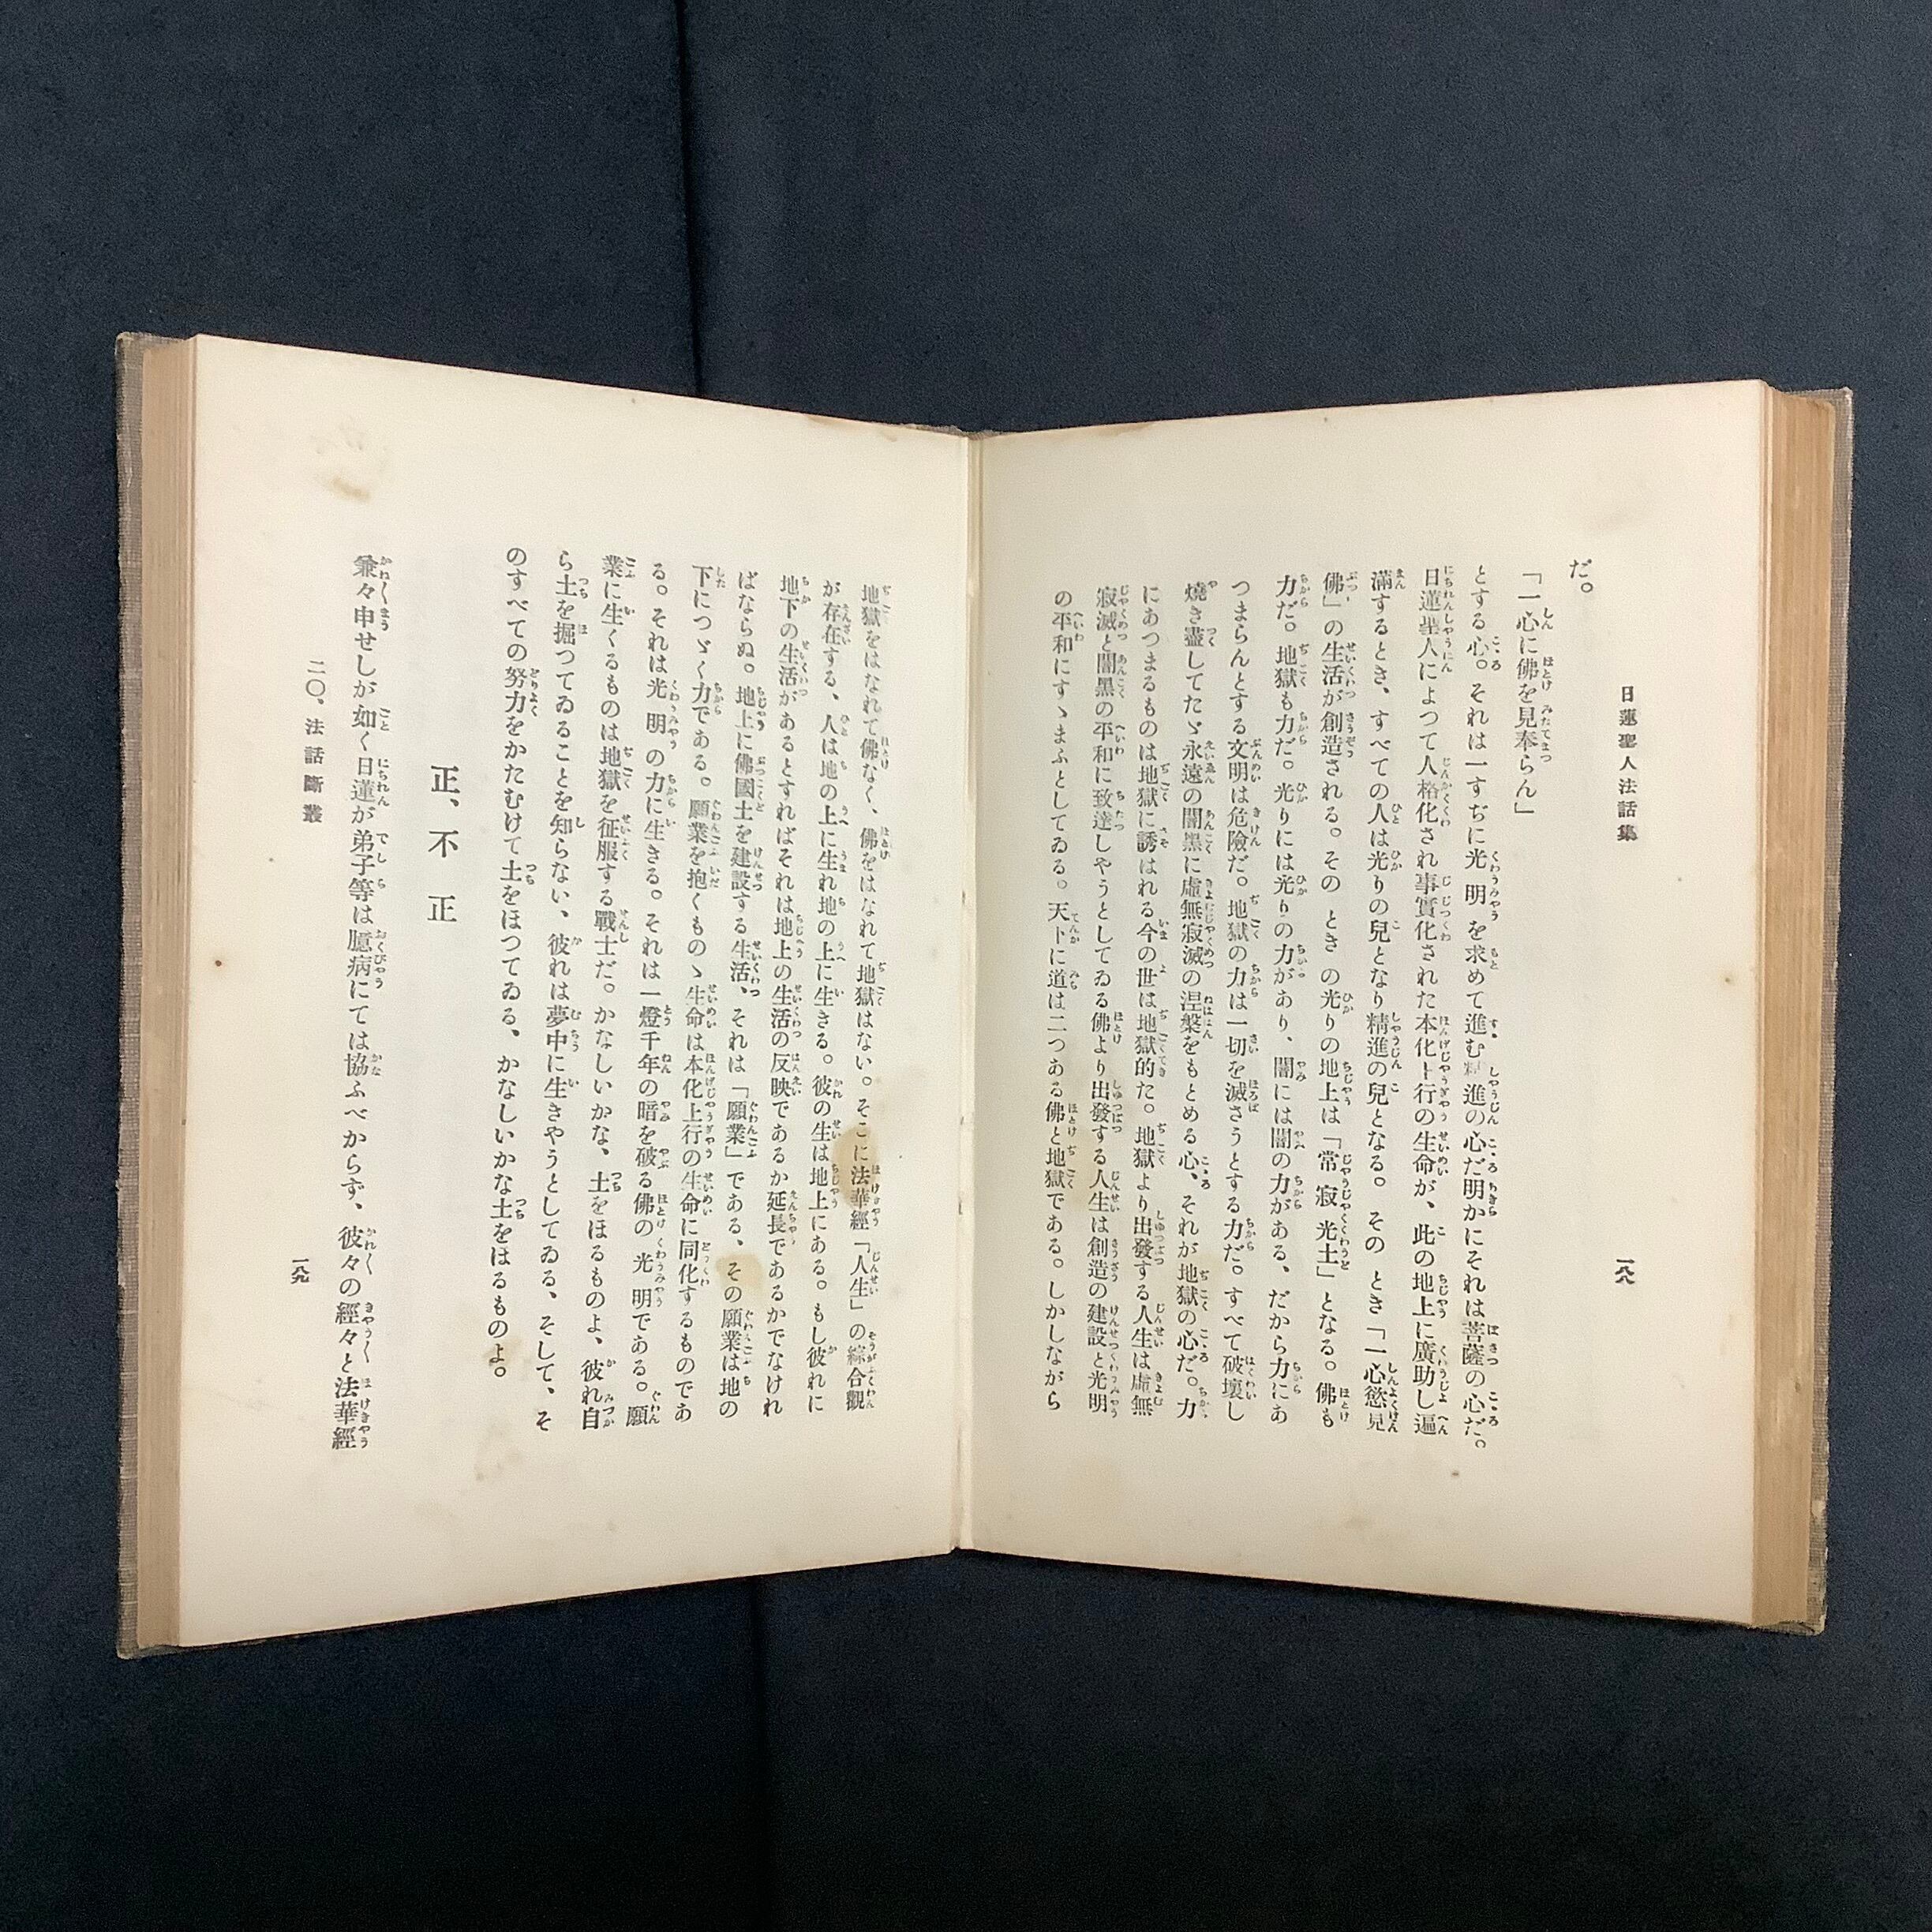 日蓮聖人法話集
一八八
だ。
「一心に佛を見奉らん」
とする心。それは一すぢに光明を求めて進む精進の心だ明かにそれは菩薩の心だ。
日蓮聖人によつて人格化され事實化された本化上行の生命が、此の地上に廣助し遍
滿するとき、すべての人は光りの兒となり精進の兒となる。その とき「一心慾見
佛」の生活が創造される。その とき の光りの地上は「常寂光土」となる。佛も
力だ。地獄も力だ。光りには光りの力があり、闇には闇の力がある、だから力にあ
つまらんとする文明は危險だ。地獄の力は一切を滅さうとする力だ。すべて破壞し
燒き盡してたゞ永遠の闇黑に虛無寂滅の涅槃をもとめる心、それが地獄の心だ。力
にあつまるものは地獄に誘はれる今の世は地獄的た。地獄より出發する人生は虛無
寂滅と闇黑の平和に致達しやうとしてゐる佛より出發する人生は創造の建設と光明
の平和にすゝまふとしてゐる。天下に道は二つある佛と地獄である。しかしながら
地獄をはなれて佛なく、佛をはなれて地獄はない。そこに法華經「人生」の綜合觀
が存在する、人は地の上に生れ地の上に生きる。彼の生は地上にある。もし彼れに
地下の生活があるとすればそれは地上の生活の反映であるか延長であるかでなけれ
ばならぬ。地上に佛國土を建設する生活、それは「願業」である、その願業は地の
下につゞく力である。願業を抱くものゝ生命は本化上行の生命に同化するものであ
る。それは光明の力に生きる。それは一燈千年の暗を破る佛の光明である。願
業に生くるものは地獄を征服する戰士だ。かなしいかな、土をほるものよ、彼れ自
ら土を掘つてゐることを知らない、彼れは夢中に生きやうとしてゐる、そして、そ
のすべての努力をかたむけて土をほつてゐる、かなしいかな土をほるものよ。
正、不正
兼々申せしが如く日蓮が弟子等は臆病にては協ふべからず、彼々の經々と法華經
二〇、法話斷叢
一八九